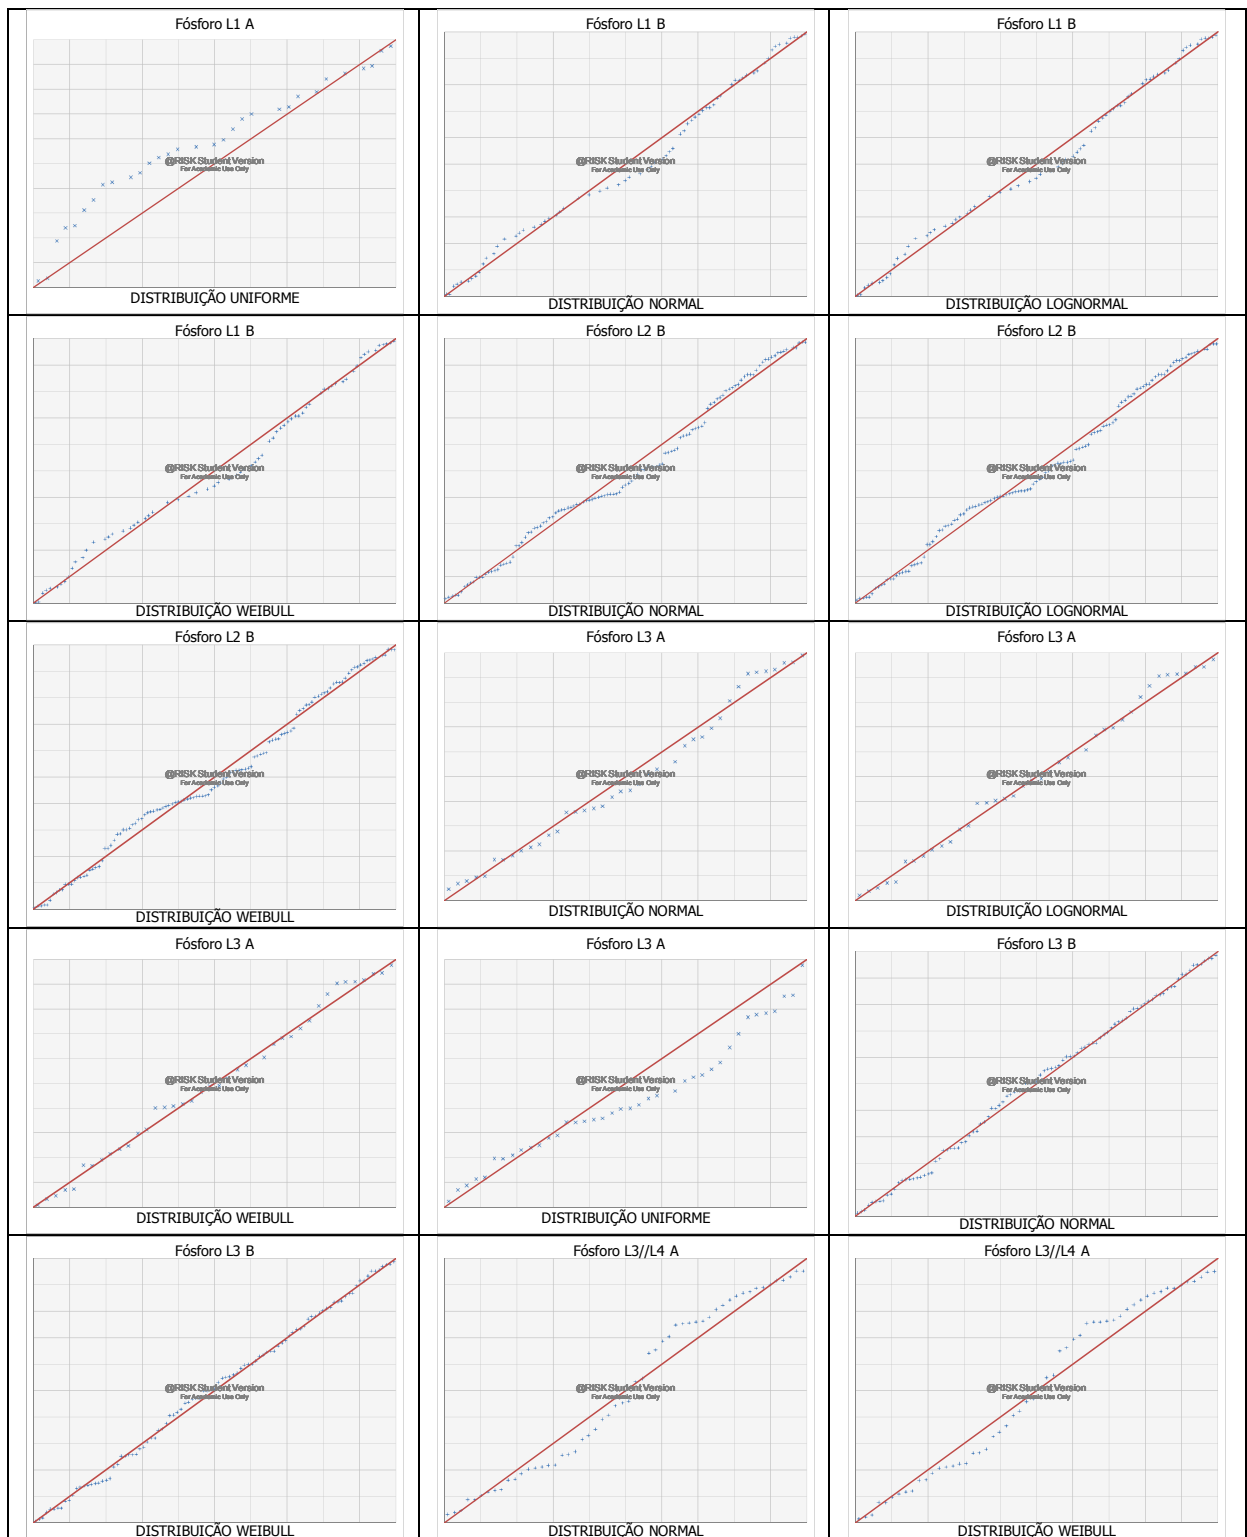 Fósforo L1 A
@RISK Student Version
For Academic Use Only
DISTRIBUIÇÃO UNIFORME
Fósforo L1 B
@RISK Student Version
For Academic Use Only
DISTRIBUIÇÃO NORMAL
Fósforo L1 B
@RISK Student Version
For Academic Use Only
DISTRIBUIÇÃO LOGNORMAL
Fósforo L1 B
@RISK Student Version
For Academic Use Only
DISTRIBUIÇÃO WEIBULL
Fósforo L2 B
@RISK Student Version
For Academic Use Only
DISTRIBUIÇÃO NORMAL
Fósforo L2 B
@RISK Student Version
For Academic Use Only
DISTRIBUIÇÃO LOGNORMAL
Fósforo L2 B
@RISK Student Version
For Academic Use Only
DISTRIBUIÇÃO WEIBULL
Fósforo L3 A
@RISK Student Version
For Academic Use Only
DISTRIBUIÇÃO NORMAL
Fósforo L3 A
@RISK Student Version
For Academic Use Only
DISTRIBUIÇÃO LOGNORMAL
Fósforo L3 A
@RISK Student Version
For Academic Use Only
DISTRIBUIÇÃO WEIBULL
Fósforo L3 A
@RISK Student Version
For Academic Use Only
DISTRIBUIÇÃO UNIFORME
Fósforo L3 B
@RISK Student Version
For Academic Use Only
DISTRIBUIÇÃO NORMAL
Fósforo L3 B
@RISK Student Version
For Academic Use Only
DISTRIBUIÇÃO WEIBULL
Fósforo L3//L4 A
@RISK Student Version
For Academic Use Only
DISTRIBUIÇÃO NORMAL
Fósforo L3//L4 A
@RISK Student Version
For Academic Use Only
DISTRIBUIÇÃO WEIBULL